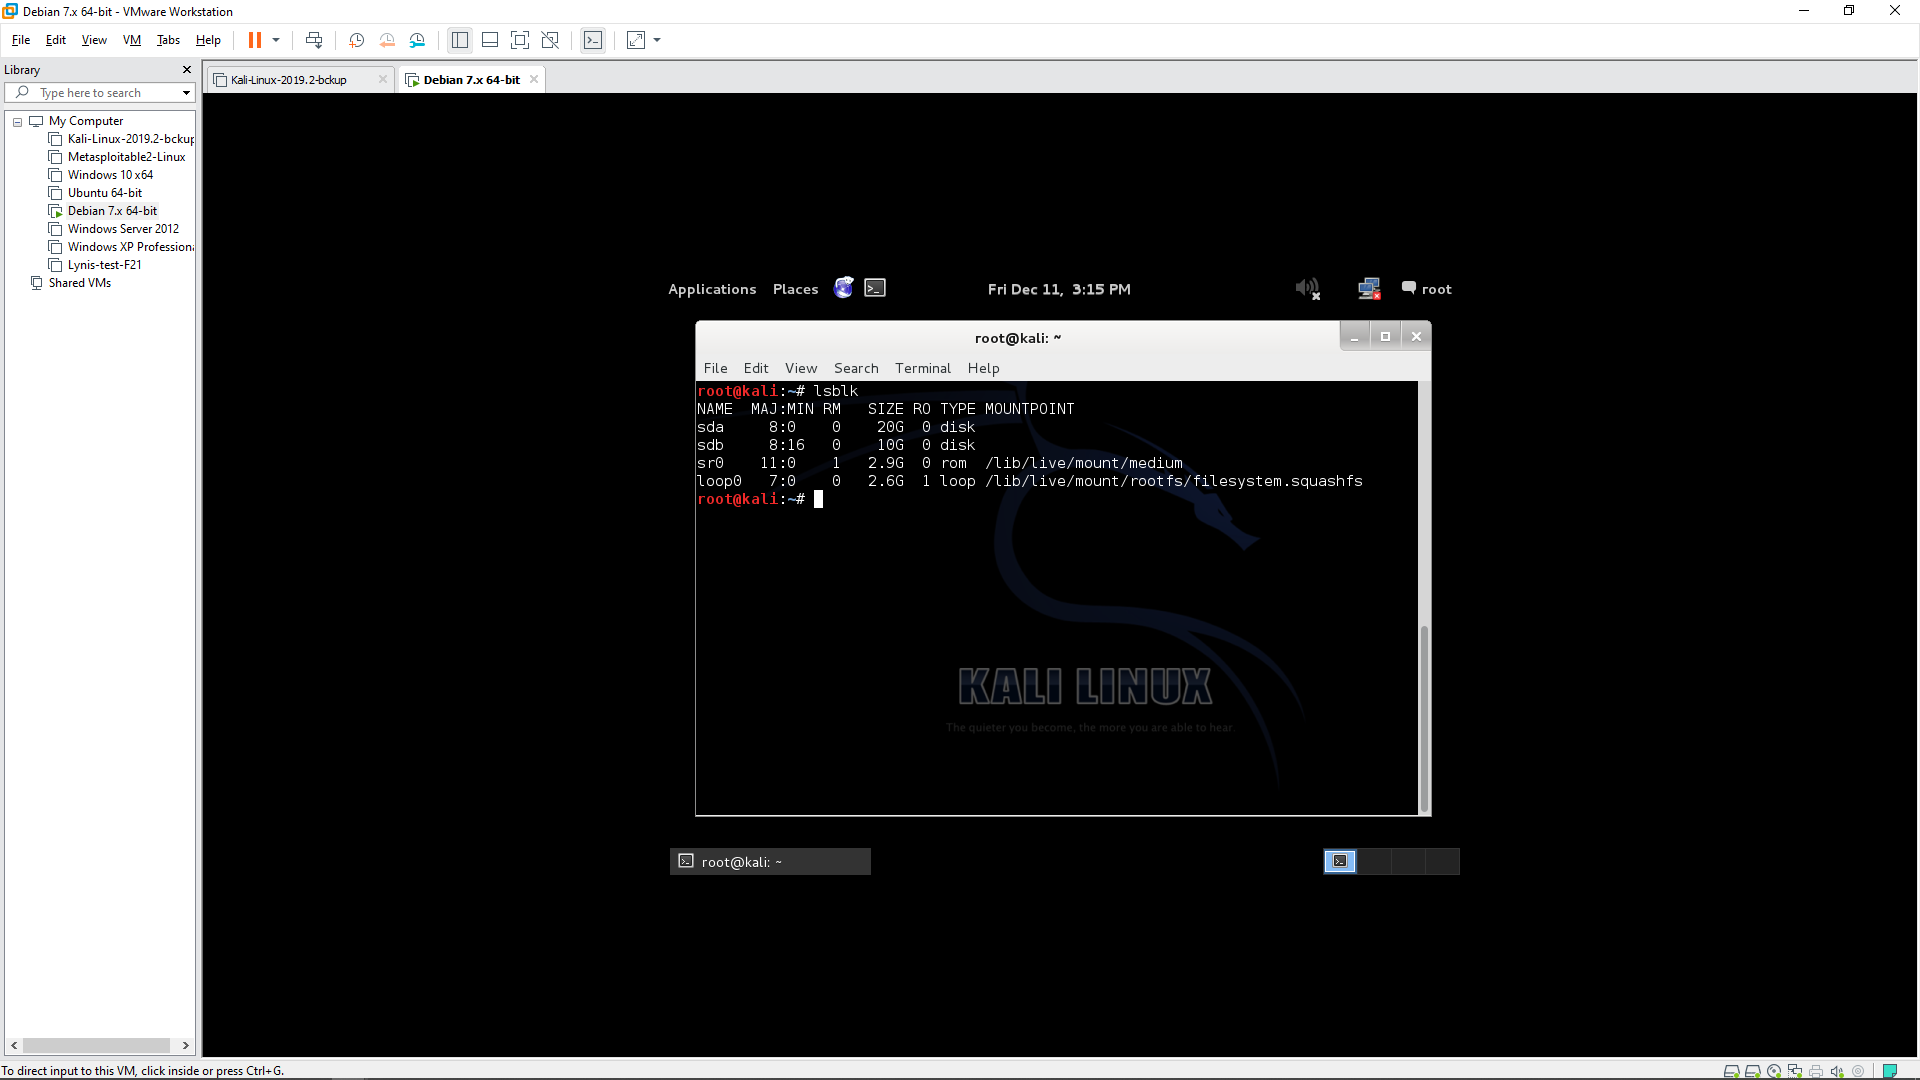 Debian 7.x 64-bit - VMware Workstation
File Edit View VM Tabs Help
Library
Type here to search
My Computer
Kali-Linux-2019.2-bckup
Metasploitable2-Linux
Windows 10 x64
Ubuntu 64-bit
Debian 7.x 64-bit
Windows Server 2012
Windows XP Professiona
Lynis-test-F21
Shared VMs
Kali-Linux-2019.2-bckup Debian 7.x 64-bit
Applications Places Fri Dec 11, 3:15 PM root
root@kali: ~
File Edit View Search Terminal Help
root@kali:~# lsblk
NAME MAJ:MIN RM SIZE RO TYPE MOUNTPOINT
sda 8:0 0 20G 0 disk
sdb 8:16 0 10G 0 disk
sr0 11:0 1 2.9G 0 rom /lib/live/mount/medium
loop0 7:0 0 2.6G 1 loop /lib/live/mount/rootfs/filesystem.squashfs
root@kali:~#
KALI LINUX
The quieter you become, the more you are able to hear.
root@kali: ~
To direct input to this VM, click inside or press Ctrl+G.